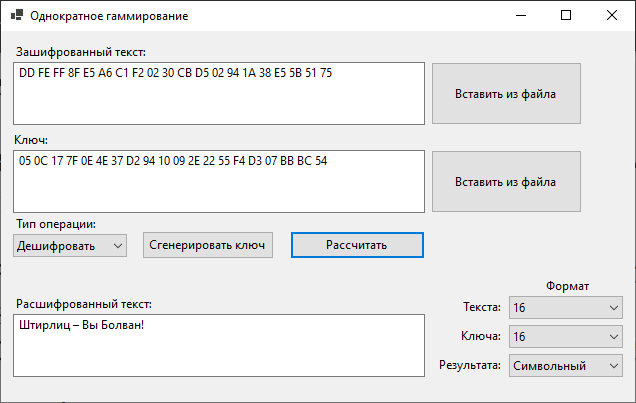 Однократное гаммирование
Зашифрованный текст:
DD FE FF 8F E5 A6 C1 F2 02 30 CB D5 02 94 1A 38 E5 5B 51 75
Вставить из файла
Ключ:
05 0C 17 7F 0E 4E 37 D2 94 10 09 2E 22 55 F4 D3 07 BB BC 54
Вставить из файла
Тип операции:
Дешифровать
Сгенерировать ключ
Рассчитать
Формат
Расшифрованный текст:
Штирлиц – Вы Болван!
Текста:
16
Ключа:
16
Результата:
Символьный